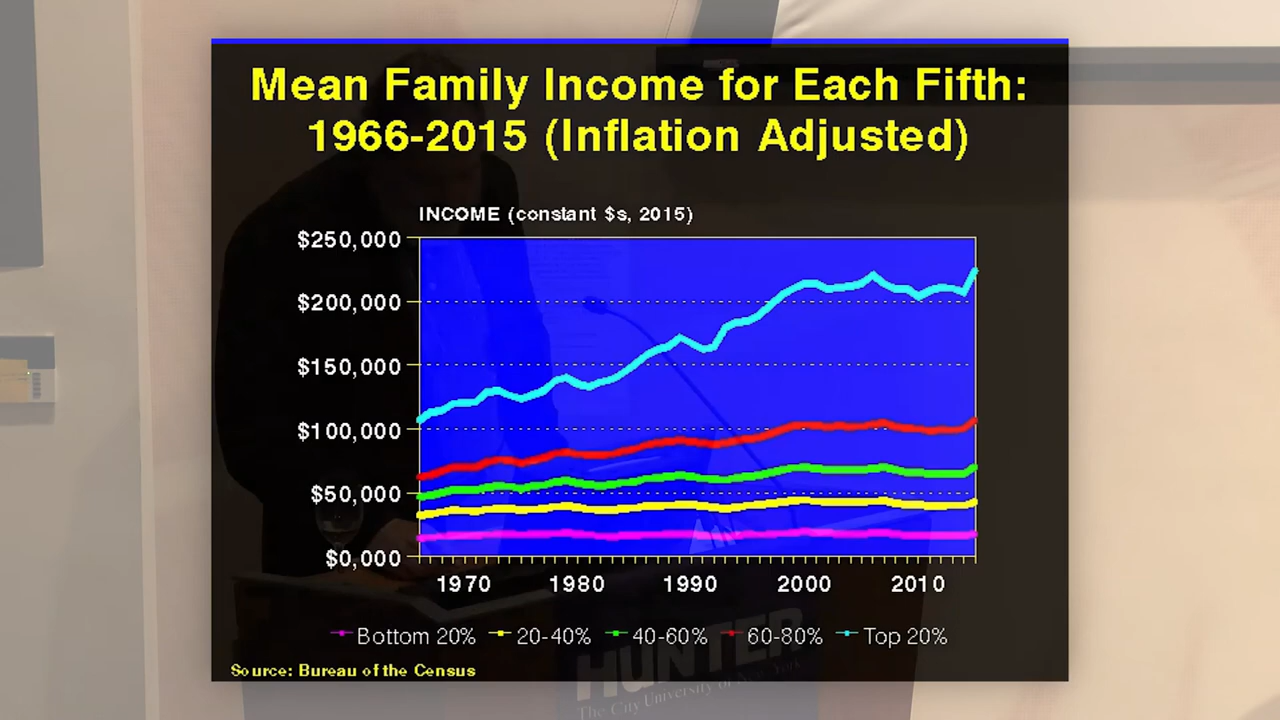 Mean Family Income for Each Fifth:
1966-2015 (Inflation Adjusted)
INCOME (constant $s, 2015)
$250,000
$200,000
$150,000
$100,000
$50,000
$0,000
1970 1980 1990 2000 2010
Bottom 20% 20-40% 40-60% 60-80% Top 20%
Source: Bureau of the Census
HUNTER
The City University of New York